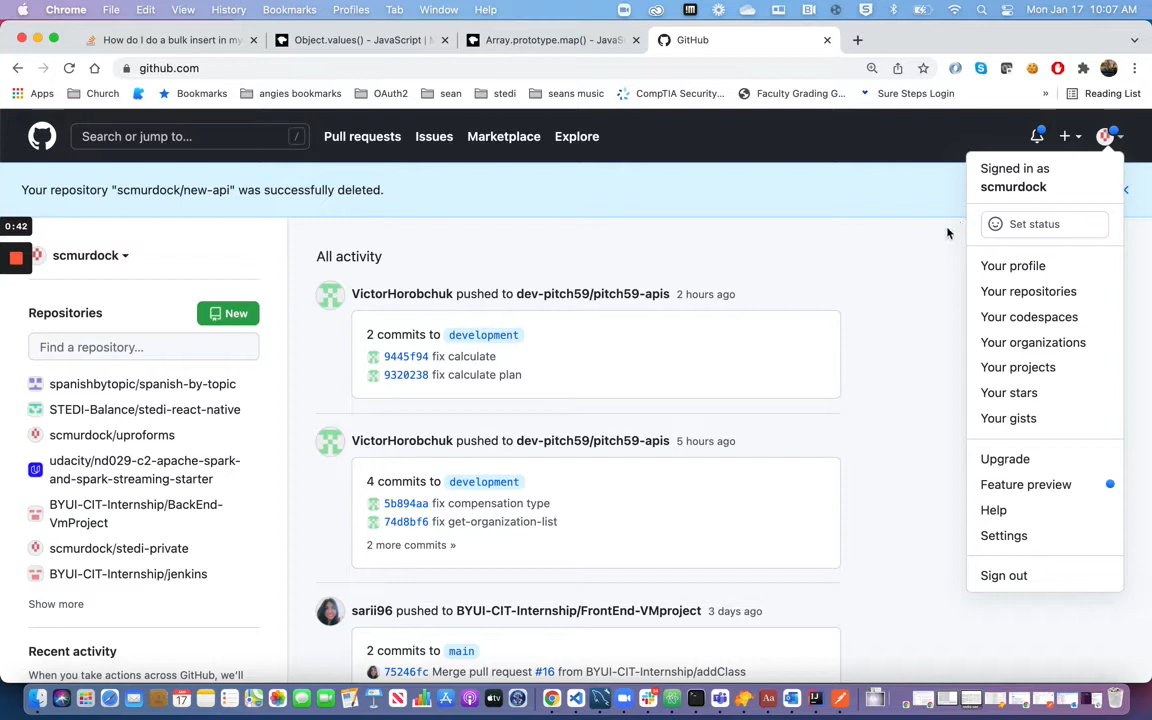 Chrome File Edit View History Bookmarks Profiles Tab Window Help Mon Jan 17 10:07 AM
How do I do a bulk insert in my
Object.values() - JavaScript |
Array.prototype.map() - JavaS
GitHub
github.com
Apps Church Bookmarks angies bookmarks OAuth2 sean stedi seans music CompTIA Security... Faculty Grading G... Sure Steps Login » Reading List
Search or jump to... /
Pull requests Issues Marketplace Explore
Signed in as
scmurdock
Set status
Your profile
Your repositories
Your codespaces
Your organizations
Your projects
Your stars
Your gists
Upgrade
Feature preview
Help
Settings
Sign out
Your repository "scmurdock/new-api" was successfully deleted.
0:42
scmurdock
Repositories
New
Find a repository...
spanishbytopic/spanish-by-topic
STEDI-Balance/stedi-react-native
scmurdock/uproforms
udacity/nd029-c2-apache-spark-
and-spark-streaming-starter
BYUI-CIT-Internship/BackEnd-
VmProject
scmurdock/stedi-private
BYUI-CIT-Internship/jenkins
Show more
Recent activity
When you take actions across GitHub, we'll
All activity
VictorHorobchuk pushed to dev-pitch59/pitch59-apis 2 hours ago
2 commits to development
9445f94 fix calculate
9320238 fix calculate plan
VictorHorobchuk pushed to dev-pitch59/pitch59-apis 5 hours ago
4 commits to development
5b894aa fix compensation type
74d8bf6 fix get-organization-list
2 more commits »
sarii96 pushed to BYUI-CIT-Internship/FrontEnd-VMproject 3 days ago
2 commits to main
75246fc Merge pull request #16 from BYUI-CIT-Internship/addClass